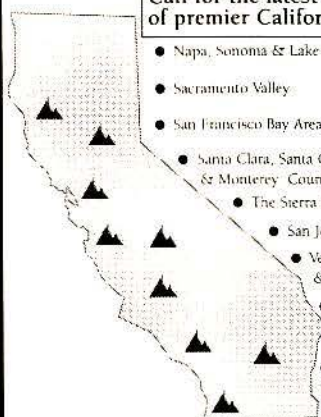 of premier Califor
● Napa, Sonoma & Lake
● Sacramento Valley
● San Francisco Bay Area
● Santa Clara, Santa
& Monterey Coun
● The Sierra
● San J
● Ve
&